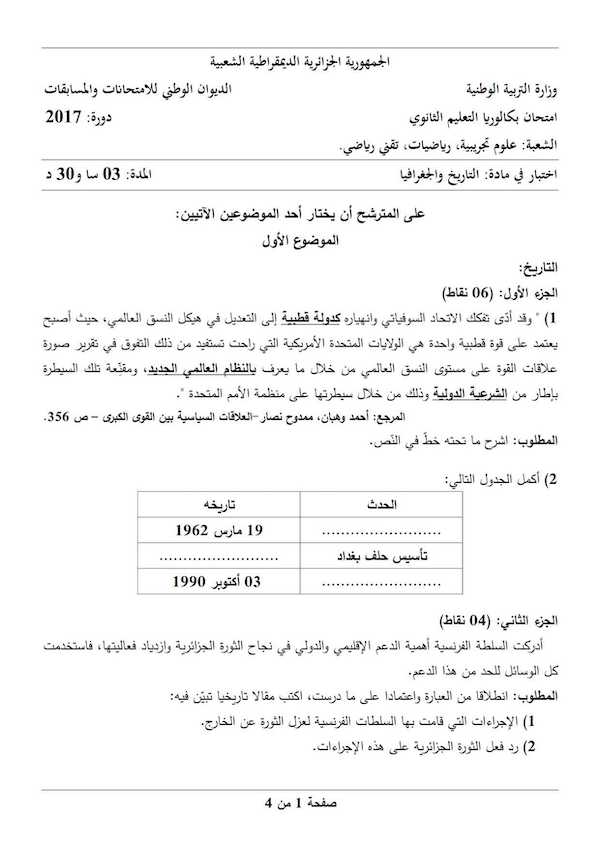 الجمهورية الجزائرية الديمقراطية الشعبية
وزارة التربية الوطنية الديوان الوطني للامتحانات والمسابقات
امتحان بكالوريا التعليم الثانوي دورة: 2017
الشعبة: علوم تجريبية، رياضيات، تقني رياضي.
اختبار في مادة: التاريخ والجغرافيا المدة: 03 سا و30 د
على المترشح أن يختار أحد الموضوعين الآتيين:
الموضوع الأول
التاريخ:
الجزء الأول: (06 نقاط)
1) " وقد أدّى تفكك الاتحاد السوفياتي وانهياره كدولة قطبية إلى التعديل في هيكل النسق العالمي، حيث أصبح
يعتمد على قوة قطبية واحدة هي الولايات المتحدة الأمريكية التي راحت تستفيد من ذلك التفوق في تقرير صورة
علاقات القوة على مستوى النسق العالمي من خلال ما يعرف بالنظام العالمي الجديد، ومقنّعة تلك السيطرة
بإطار من الشرعية الدولية وذلك من خلال سيطرتها على منظمة الأمم المتحدة ".
المرجع: أحمد وهبان، ممدوح نصار-العلاقات السياسية بين القوى الكبرى – ص 356.
المطلوب: اشرح ما تحته خطّ في النّص.
2) أكمل الجدول التالي:
الحدث تاريخه
........................ 19 مارس 1962
تأسيس حلف بغداد ........................
........................ 03 أكتوبر 1990
الجزء الثاني: (04 نقاط)
أدركت السلطة الفرنسية أهمية الدعم الإقليمي والدولي في نجاح الثورة الجزائرية وازدياد فعاليتها، فاستخدمت
كل الوسائل للحد من هذا الدعم.
المطلوب: انطلاقا من العبارة واعتمادا على ما درست، اكتب مقالا تاريخيا تبيّن فيه:
1) الإجراءات التي قامت بها السلطات الفرنسية لعزل الثورة عن الخارج.
2) رد فعل الثورة الجزائرية على هذه الإجراءات.
صفحة 1 من 4